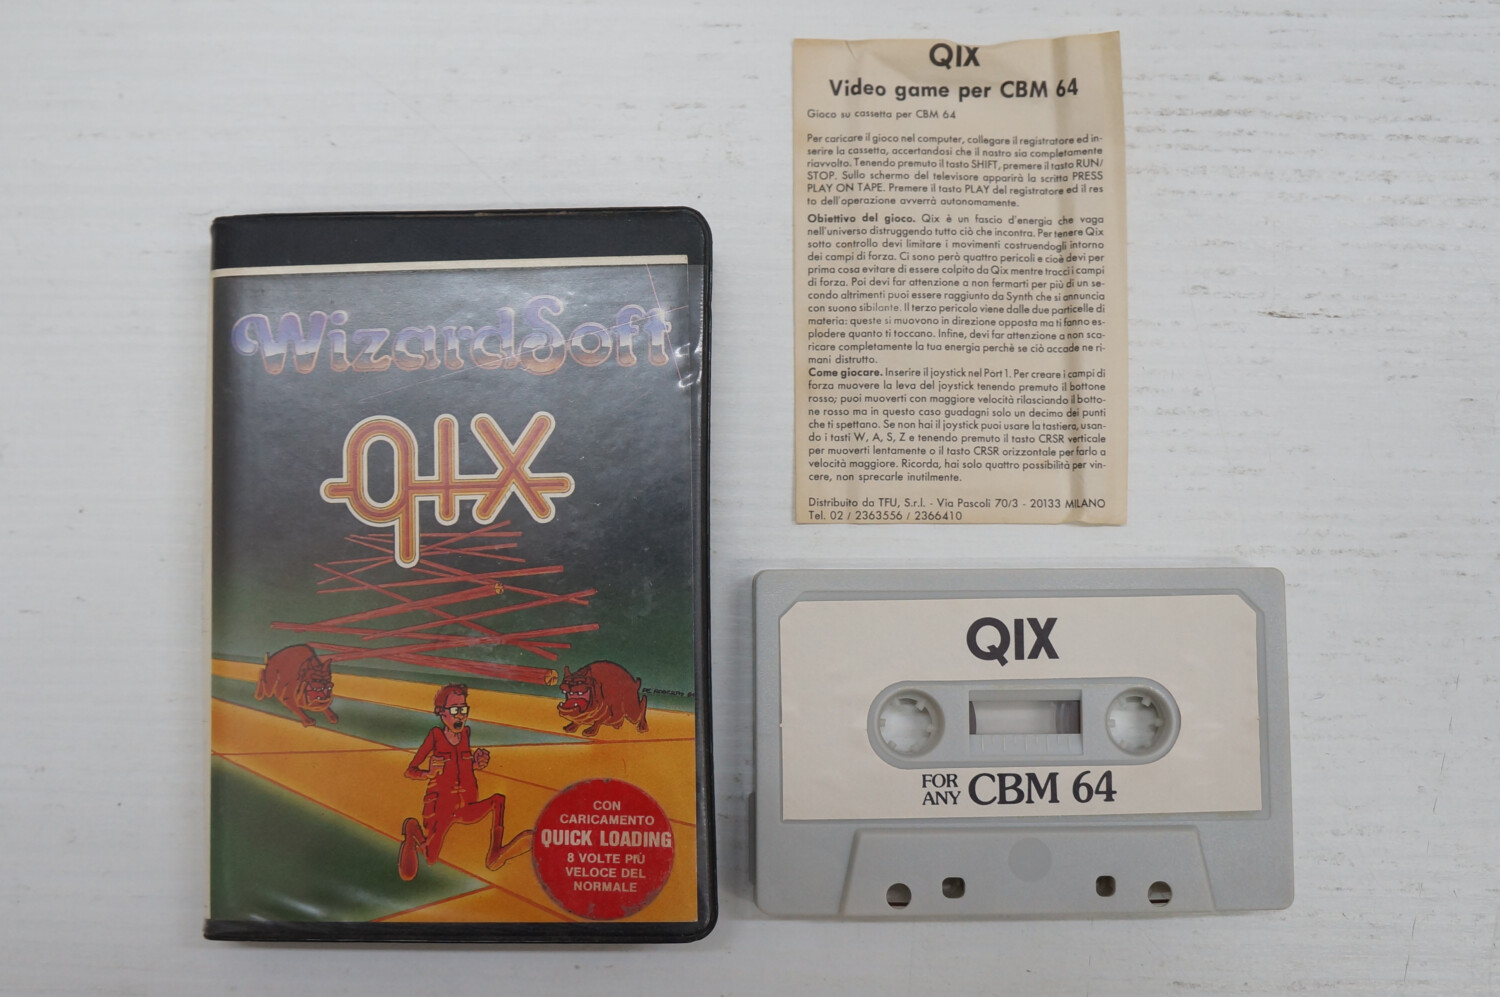 WizardSoft
QIX
CON
CARICAMENTO
QUICK LOADING
8 VOLTE PIÙ
VELOCE DEL
NORMALE
QIX
Video game per CBM 64
Gioco su cassetta per CBM 64
Per caricare il gioco nel computer, collegare il registratore ed in-
serire la cassetta, accertandosi che il nastro sia completamente
riavvolto. Tenendo premuto il tasto SHIFT, premere il tasto RUN/
STOP. Sullo schermo del televisore apparirà la scritta PRESS
PLAY ON TAPE. Premere il tasto PLAY del registratore ed il res
to dell'operazione avverrà autonomamente.
Obiettivo del gioco. Qix è un fascio d'energia che vaga
nell'universo distruggendo tutto ciò che incontra. Per tenere Qix
sotto controllo devi limitare i movimenti costruendogli intorno
dei campi di forza. Ci sono però quattro pericoli e cioè devi per
prima cosa evitare di essere colpito da Qix mentre tracci i campi
di forza. Poi devi far attenzione a non fermarti per più di un se-
condo altrimenti puoi essere raggiunto da Synth che si annuncia
con suono sibilante. Il terzo pericolo viene dalle due particelle di
materia: queste si muovono in direzione opposta ma ti fanno es-
plodere quanto ti toccano. Infine, devi far attenzione a non sca-
ricare completamente la tua energia perchè se ciò accade ne ri-
mani distrutto.
Come giocare. Inserire il joystick nel Port 1. Per creare i campi di
forza muovere la leva del joystick tenendo premuto il bottone
rosso; puoi muoverti con maggiore velocità rilasciando il botto-
ne rosso ma in questo caso guadagni solo un decimo dei punti
che ti spettano. Se non hai il joystick puoi usare la tastiera, usan-
do i tasti W, A, S, Z e tenendo premuto il tasto CRSR verticale
per muoverti lentamente o il tasto CRSR orizzontale per farlo a
velocità maggiore. Ricorda, hai solo quattro possibilità per vin-
cere, non sprecarle inutilmente.
Distribuito da TFU, S.r.l. - Via Pascoli 70/3 - 20133 MILANO
Tel. 02 / 2363556 / 2366410
QIX
FOR
ANY CBM 64